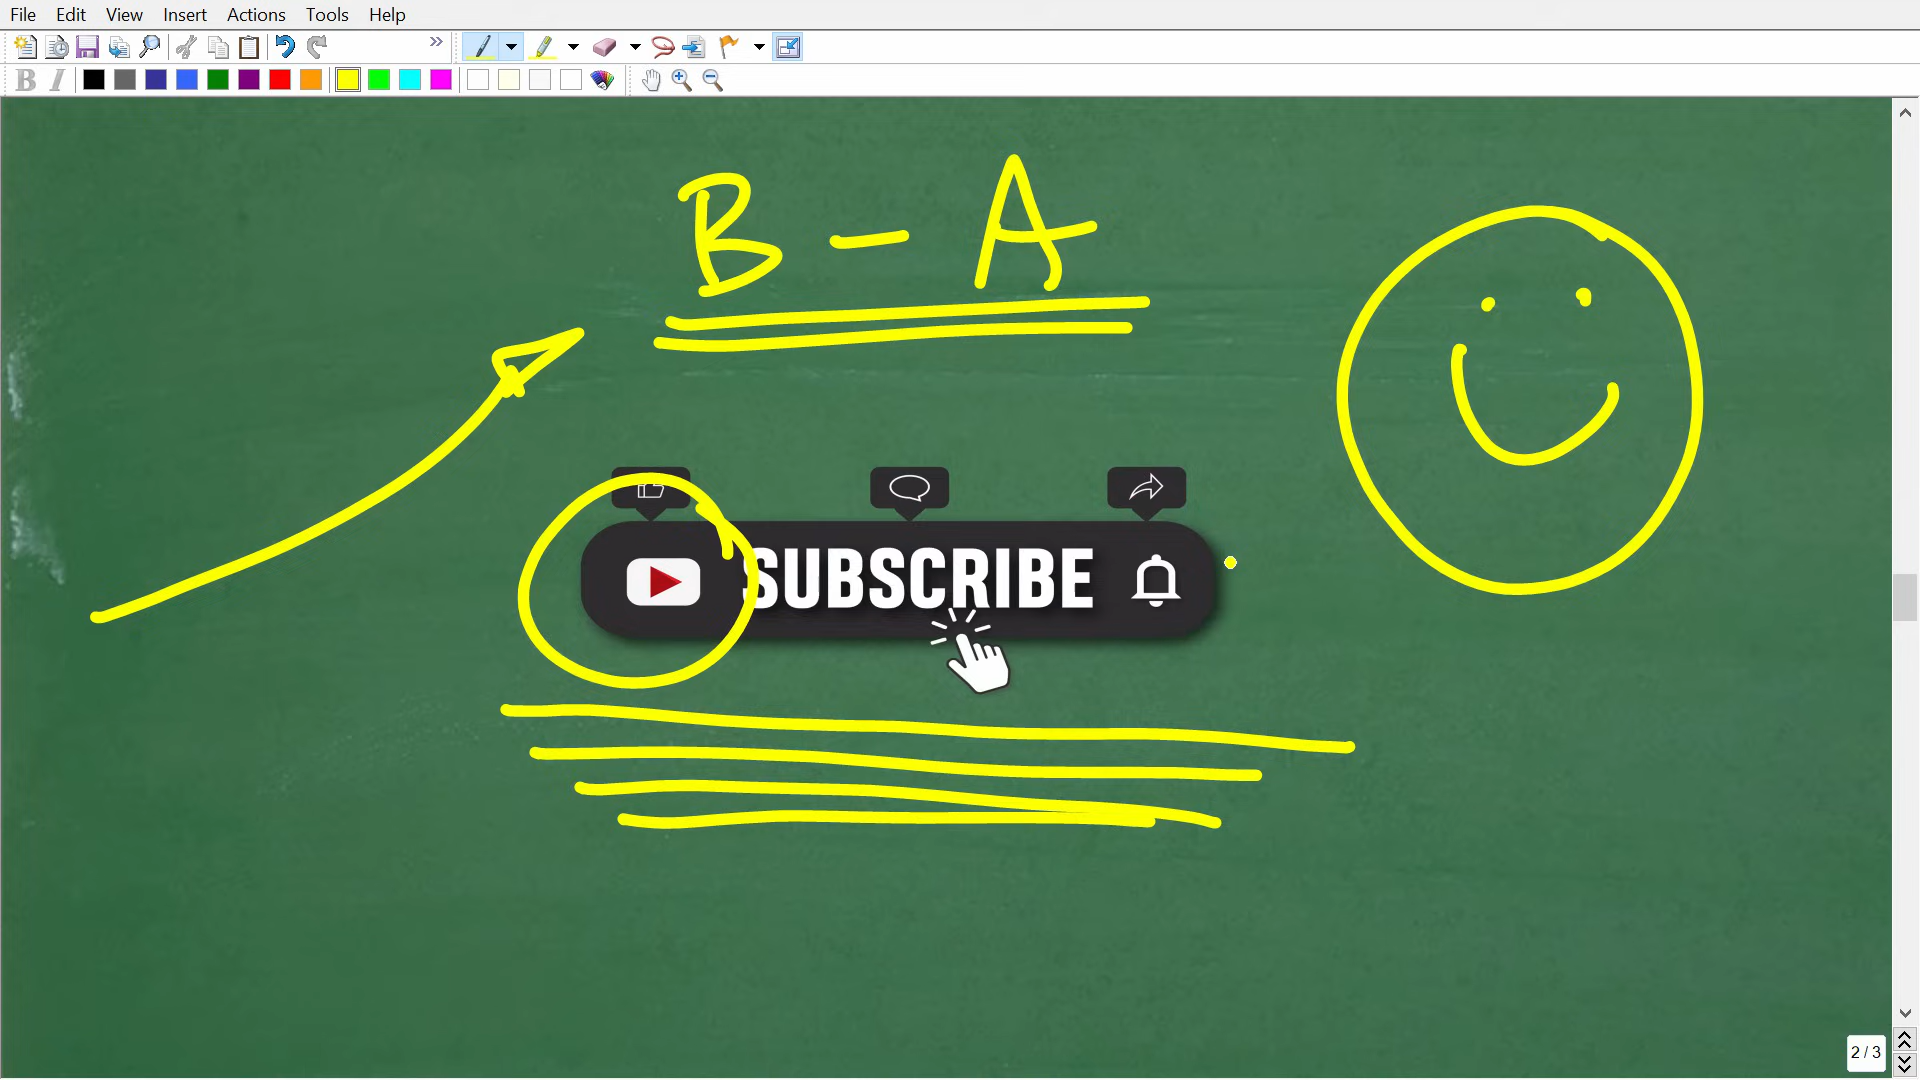 File Edit View Insert Actions Tools Help
B I
B - A
SUBSCRIBE
2 / 3